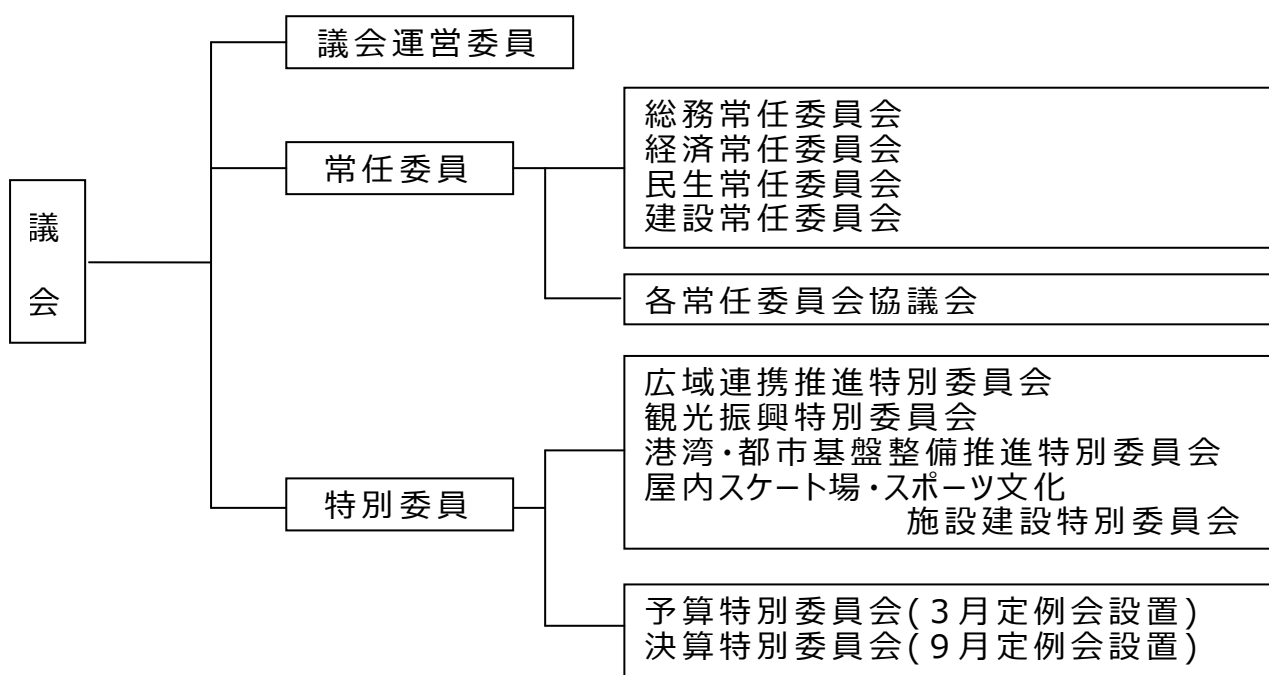 議会
議会運営委員
常任委員
総務常任委員会
経済常任委員会
民生常任委員会
建設常任委員会
各常任委員会協議会
特別委員
広域連携推進特別委員会
観光振興特別委員会
港湾・都市基盤整備推進特別委員会
屋内スケート場・スポーツ文化
施設建設特別委員会
予算特別委員会(3月定例会設置)
決算特別委員会(9月定例会設置)